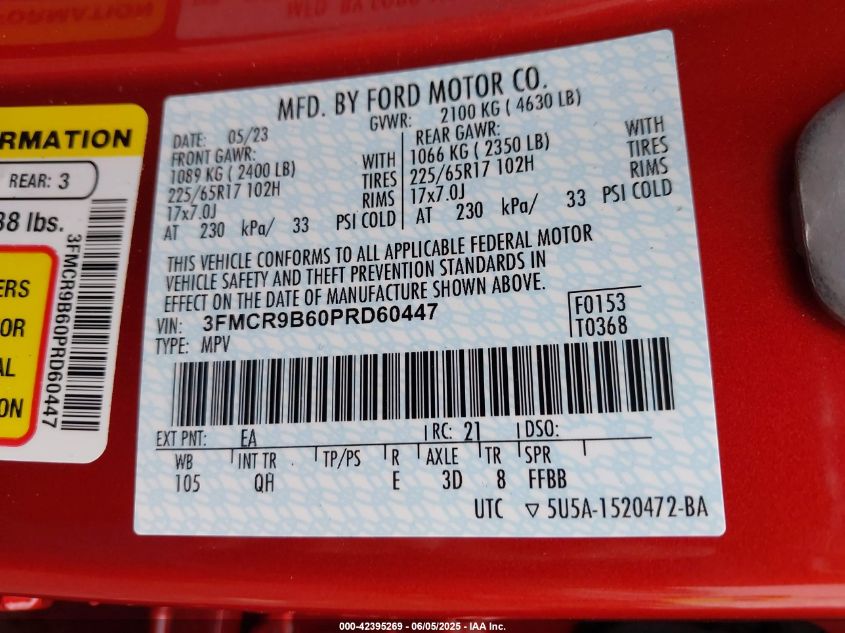 MFD. BY FORD MOTOR CO.
DATE: 05/23
GVWR: 2100 KG ( 4630 LB)
FRONT GAWR:
1089 KG ( 2400 LB)
WITH
225/65R17 102H
TIRES
17x7.0J
RIMS
AT 230 kPa/ 33 PSI COLD
REAR GAWR:
1066 KG ( 2350 LB)
WITH
225/65R17 102H
TIRES
17x7.0J
RIMS
AT 230 kPa/ 33 PSI COLD
THIS VEHICLE CONFORMS TO ALL APPLICABLE FEDERAL MOTOR
VEHICLE SAFETY AND THEFT PREVENTION STANDARDS IN
EFFECT ON THE DATE OF MANUFACTURE SHOWN ABOVE.
VIN: 3FMCR9B60PRD60447
TYPE: MPV
F0153
T0368
EXT PNT: EA RC: 21 DSO:
WB INT TR TP/PS R AXLE TR SPR
105 QH E 3D 8 FFBB
UTC ▽ 5U5A-1520472-BA
RMATION
REAR: 3
38 lbs.
3FMCR9B60PRD60447
ERS
OR
AL
ON
000-42395269 - 06/05/2025 - IAA Inc.